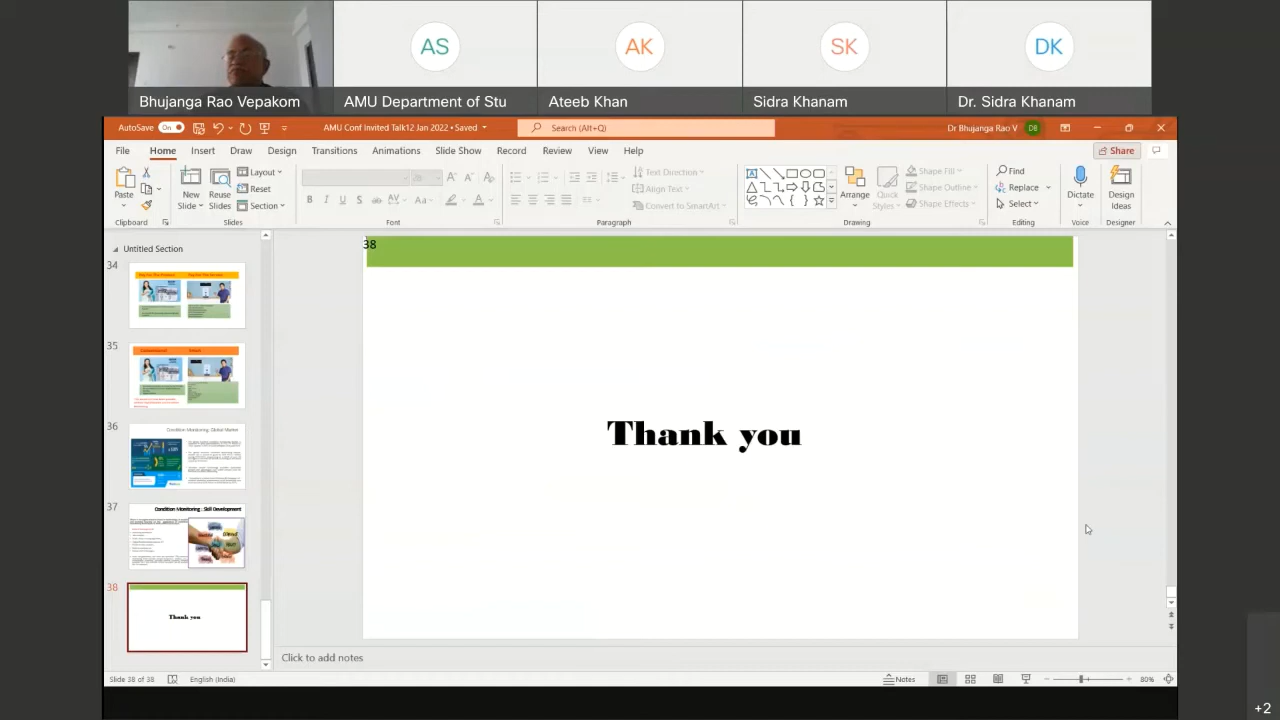 AS
AK
SK
DK
Bhujanga Rao Vepakom
AMU Department of Stu
Ateeb Khan
Sidra Khanam
Dr. Sidra Khanam
AutoSave
On
AMU Conf Invited Talk12 Jan 2022 • Saved
Search (Alt+Q)
Dr Bhujanga Rao V
DB
File
Home
Insert
Draw
Design
Transitions
Animations
Slide Show
Record
Review
View
Help
Share
Paste
Clipboard
New
Slide
Reuse
Slides
Layout
Reset
Section
Slides
B I U S ab AV Aa A
Font
Text Direction
Align Text
Convert to SmartArt
Paragraph
Arrange
Quick
Styles
Shape Fill
Shape Outline
Shape Effects
Drawing
Find
Replace
Select
Editing
Dictate
Voice
Design
Ideas
Designer
Untitled Section
34
35
36
Condition Monitoring: Global Market
37
Condition Monitoring : Skill Development
38
Thank you
38
Thank you
Click to add notes
Slide 38 of 38
English (India)
Notes
80%
+2